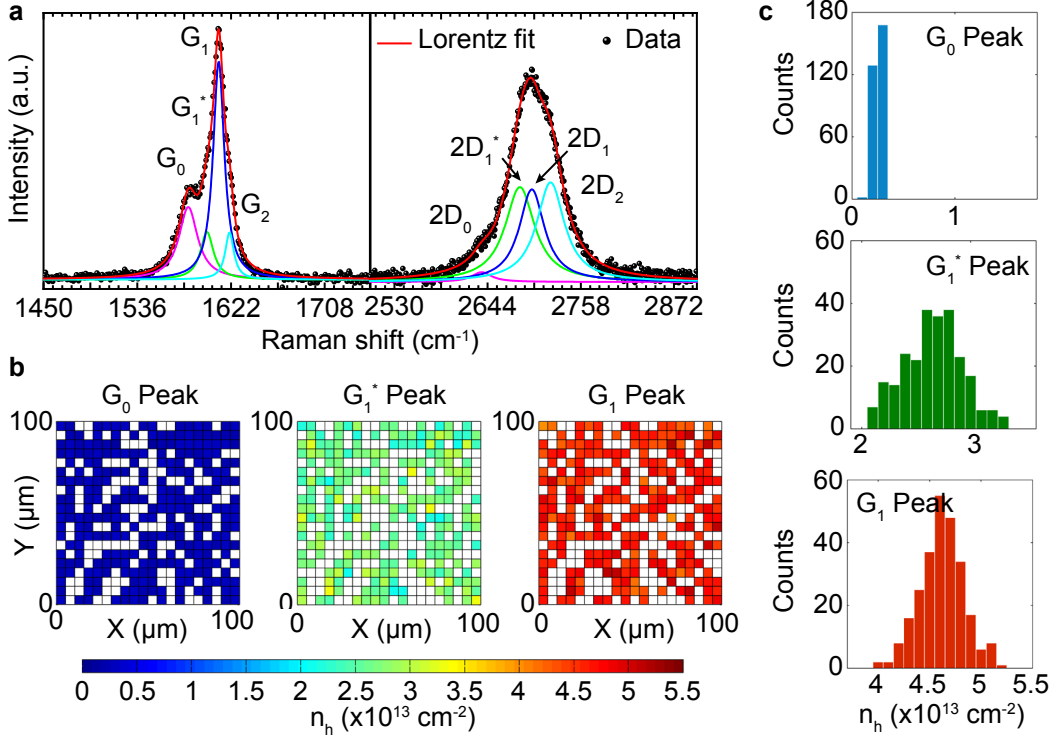 a
G₁
G₁*
G₀
G₂
Lorentz fit
Data
2D₁*
2D₁
2D₂
2D₀
Intensity (a.u.)
1450 1536 1622 1708 2530 2644 2758 2872
Raman shift (cm⁻¹)
b
G₀ Peak
G₁* Peak
G₁ Peak
100
Y (µm)
0
0 100
X (µm)
0 100
X (µm)
0 100
X (µm)
0 0.5 1 1.5 2 2.5 3 3.5 4 4.5 5 5.5
nₕ (x10¹³ cm⁻²)
c
G₀ Peak
Counts
180
120
60
0
0 1
G₁* Peak
Counts
60
40
20
0
2 3
G₁ Peak
Counts
60
40
20
0
4 4.5 5 5.5
nₕ (x10¹³ cm⁻²)